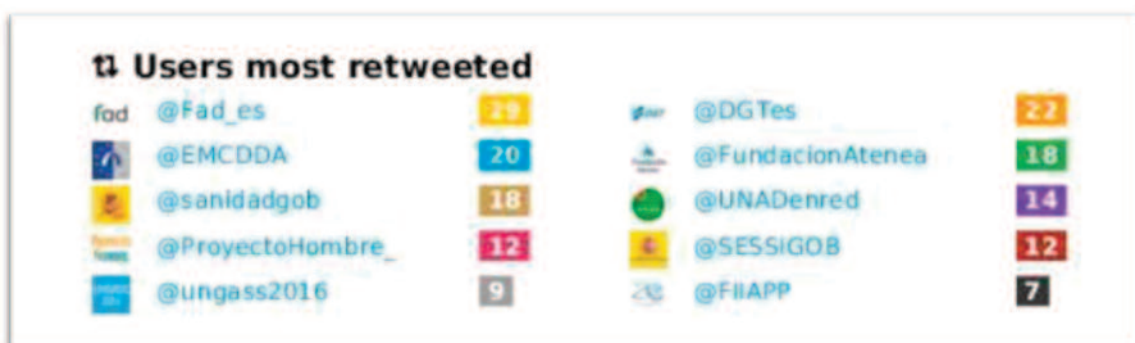 Users most retweeted
fad @Fad_es 29 @DGTes 22
@EMCDDA 20 @FundacionAtenea 18
@sanidadgob 18 @UNADenred 14
@ProyectoHombre_ 12 @SESSIGOB 12
@ungass2016 9 @FIIAPP 7